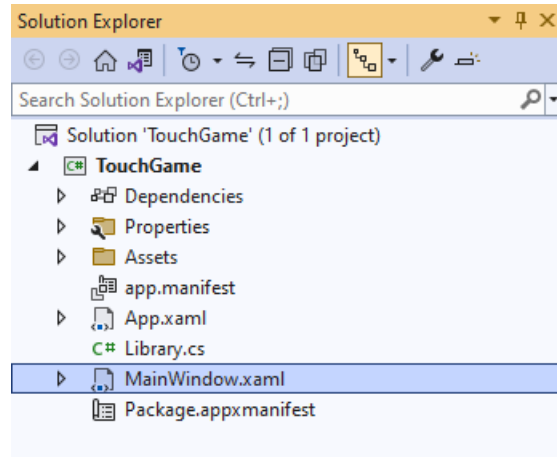 Solution Explorer
Search Solution Explorer (Ctrl+;)
Solution 'TouchGame' (1 of 1 project)
C# TouchGame
Dependencies
Properties
Assets
app.manifest
App.xaml
C# Library.cs
MainWindow.xaml
Package.appxmanifest